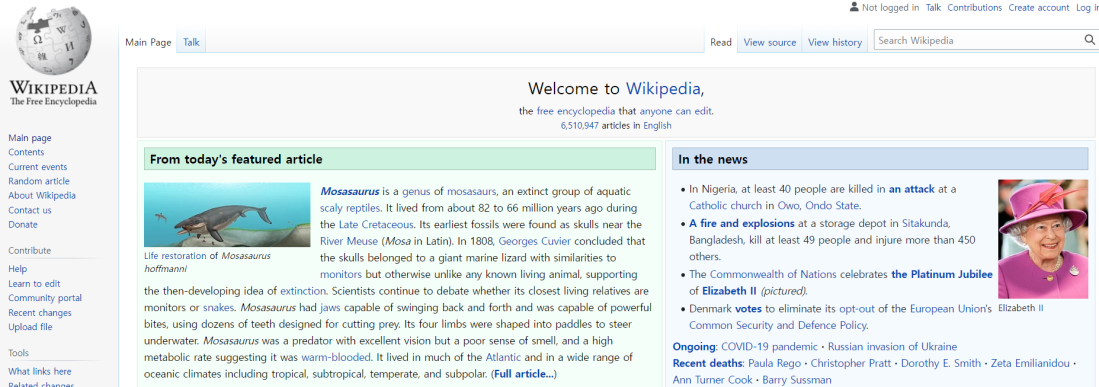 Not logged in Talk Contributions Create account Log in
Main Page Talk Read View source View history Search Wikipedia
WIKIPEDIA
The Free Encyclopedia
Main page
Contents
Current events
Random article
About Wikipedia
Contact us
Donate
Contribute
Help
Learn to edit
Community portal
Recent changes
Upload file
Tools
What links here
Related changes
Welcome to Wikipedia,
the free encyclopedia that anyone can edit.
6,510,947 articles in English
From today's featured article
Life restoration of Mosasaurus
hoffmanni
Mosasaurus is a genus of mosasaurs, an extinct group of aquatic
scaly reptiles. It lived from about 82 to 66 million years ago during
the Late Cretaceous. Its earliest fossils were found as skulls near the
River Meuse (Mosa in Latin). In 1808, Georges Cuvier concluded that
the skulls belonged to a giant marine lizard with similarities to
monitors but otherwise unlike any known living animal, supporting
the then-developing idea of extinction. Scientists continue to debate whether its closest living relatives are
monitors or snakes. Mosasaurus had jaws capable of swinging back and forth and was capable of powerful
bites, using dozens of teeth designed for cutting prey. Its four limbs were shaped into paddles to steer
underwater. Mosasaurus was a predator with excellent vision but a poor sense of smell, and a high
metabolic rate suggesting it was warm-blooded. It lived in much of the Atlantic and in a wide range of
oceanic climates including tropical, subtropical, temperate, and subpolar. (Full article...)
In the news
• In Nigeria, at least 40 people are killed in an attack at a
Catholic church in Owo, Ondo State.
• A fire and explosions at a storage depot in Sitakunda,
Bangladesh, kill at least 49 people and injure more than 450
others.
• The Commonwealth of Nations celebrates the Platinum Jubilee
of Elizabeth II (pictured).
• Denmark votes to eliminate its opt-out of the European Union's
Common Security and Defence Policy.
Elizabeth II
Ongoing: COVID-19 pandemic • Russian invasion of Ukraine
Recent deaths: Paula Rego • Christopher Pratt • Dorothy E. Smith • Zeta Emilianidou •
Ann Turner Cook • Barry Sussman